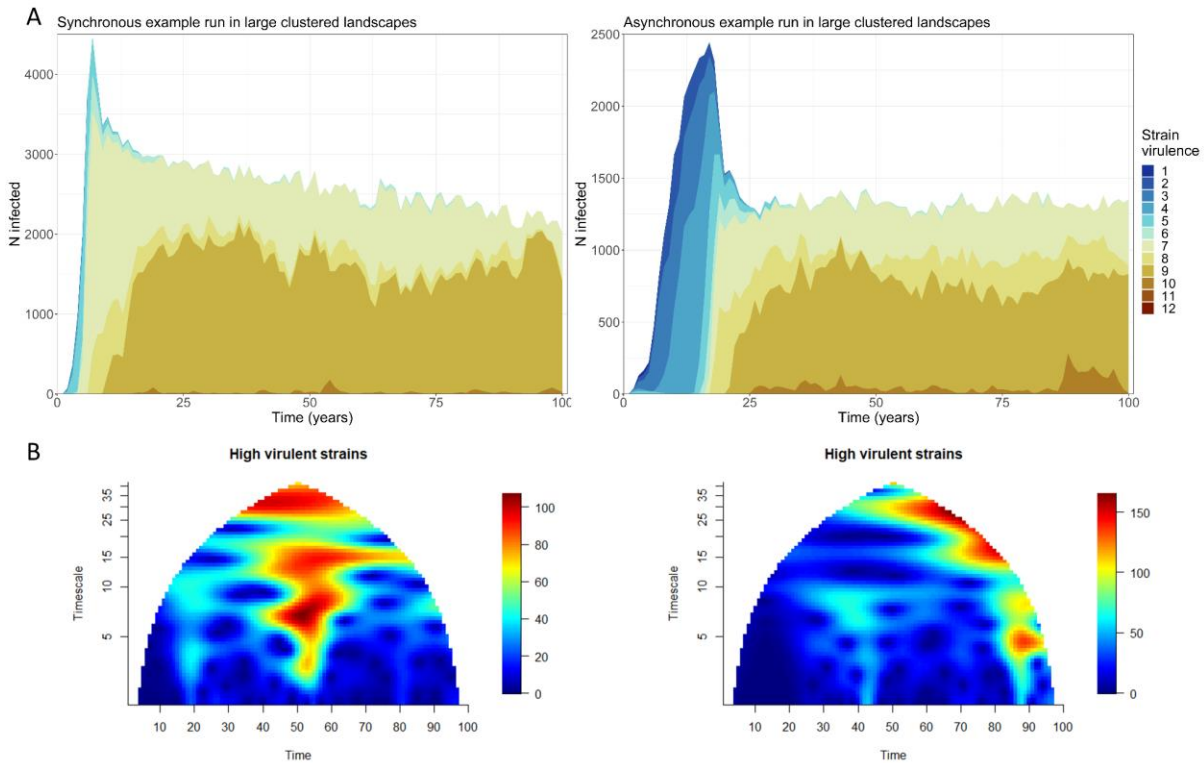 A
Synchronous example run in large clustered landscapes
4000
3000
2000
1000
0
N infected
0 25 50 75 100
Time (years)
Asynchronous example run in large clustered landscapes
2500
2000
1500
1000
500
0
N infected
0 25 50 75 100
Time (years)
Strain
virulence
1
2
3
4
5
6
7
8
9
10
11
12
B
High virulent strains
35
25
15
10
5
Timescale
10 20 30 40 50 60 70 80 90 100
Time
100
80
60
40
20
0
High virulent strains
35
25
15
10
5
Timescale
10 20 30 40 50 60 70 80 90 100
Time
150
100
50
0